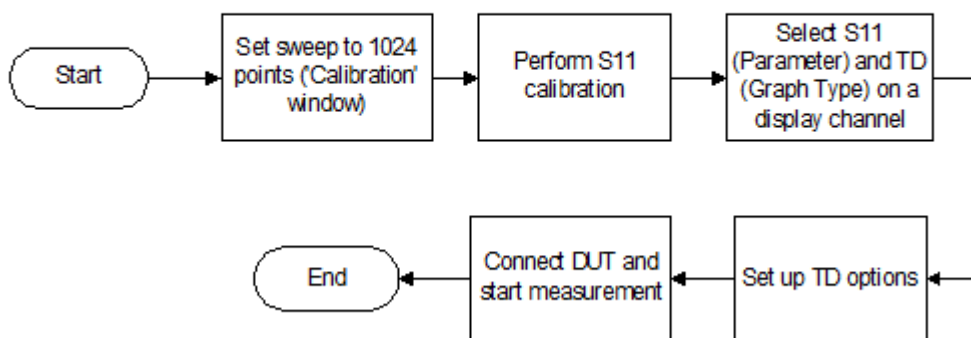 Start
Set sweep to 1024
points ('Calibration'
window)
Perform S11
calibration
Select S11
(Parameter) and TD
(Graph Type) on a
display channel
End
Connect DUT and
start measurement
Set up TD options